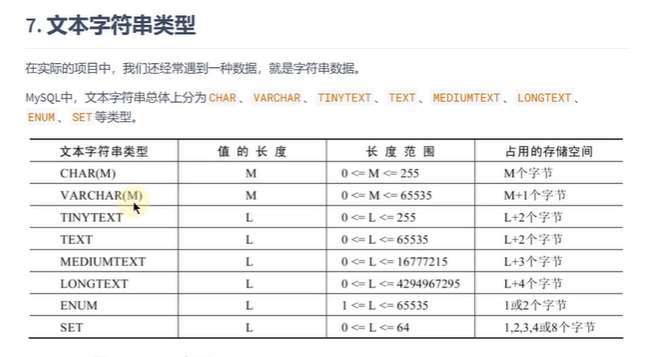 7. 文本字符串类型
在实际的项目中，我们还经常遇到一种数据，就是字符串数据。
MySQL中，文本字符串总体上分为 CHAR 、 VARCHAR 、 TINYTEXT 、 TEXT 、 MEDIUMTEXT 、 LONGTEXT 、
ENUM 、 SET 等类型。
文本字符串类型 值的长度 长度范围 占用的存储空间
CHAR(M) M 0 <= M <= 255 M个字节
VARCHAR(M) M 0 <= M <= 65535 M+1个字节
TINYTEXT L 0 <= L <= 255 L+2个字节
TEXT L 0 <= L <= 65535 L+2个字节
MEDIUMTEXT L 0 <= L <= 16777215 L+3个字节
LONGTEXT L 0 <= L <= 4294967295 L+4个字节
ENUM L 1 <= L <= 65535 1或2个字节
SET L 0 <= L <= 64 1,2,3,4或8个字节